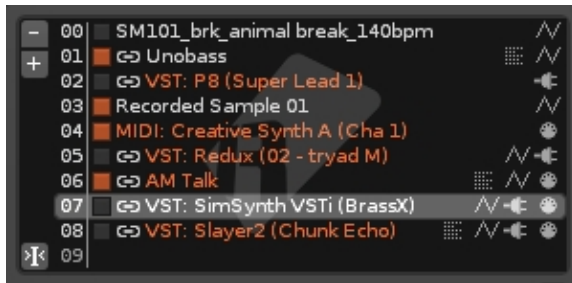 00 SM101_brk_animal break_140bpm
01 Unobass
02 VST: P8 (Super Lead 1)
03 Recorded Sample 01
04 MIDI: Creative Synth A (Cha 1)
05 VST: Redux (02 - tryad M)
06 AM Talk
07 VST: SimSynth VSTi (BrassX)
08 VST: Slayer2 (Chunk Echo)
09